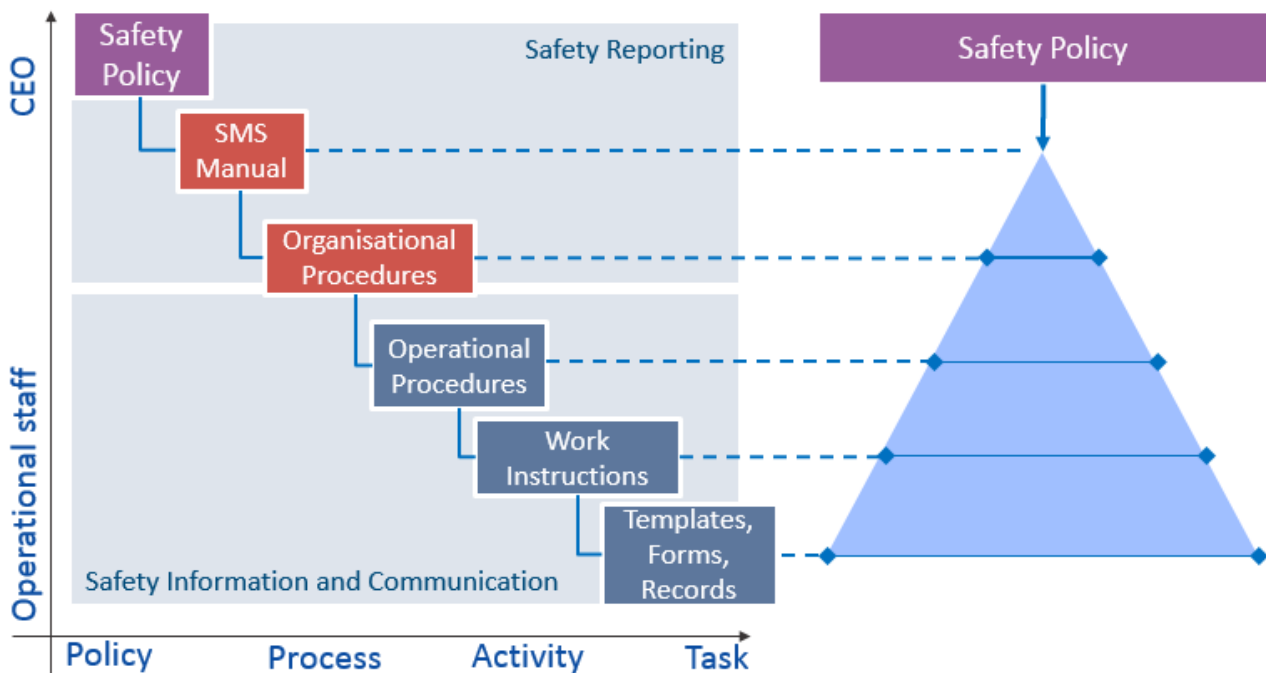 Safety
Policy
Safety Reporting
Safety Policy
CEO
SMS
Manual
Organisational
Procedures
Operational
Procedures
Operational staff
Work
Instructions
Templates,
Forms,
Records
Safety Information and Communication
Policy
Process
Activity
Task